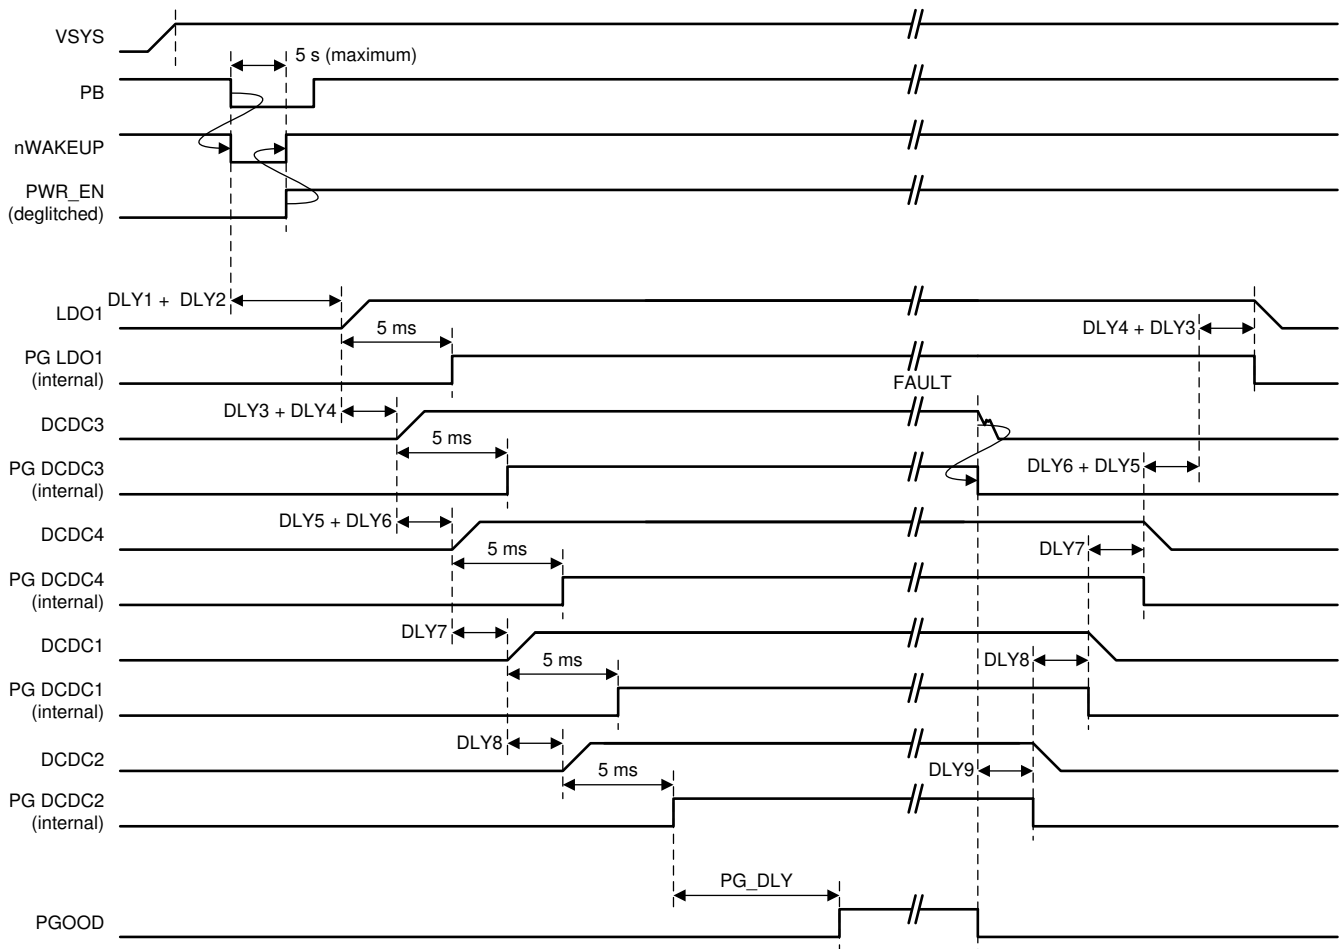 VSYS
5 s (maximum)
PB
nWAKEUP
PWR_EN
(deglitched)
DLY1 + DLY2
LDO1
5 ms
DLY4 + DLY3
PG LDO1
(internal)
FAULT
DLY3 + DLY4
DCDC3
5 ms
DLY6 + DLY5
PG DCDC3
(internal)
DLY5 + DLY6
DCDC4
5 ms
DLY7
PG DCDC4
(internal)
DLY7
DCDC1
5 ms
DLY8
PG DCDC1
(internal)
DLY8
DCDC2
5 ms
DLY9
PG DCDC2
(internal)
PG_DLY
PGOOD